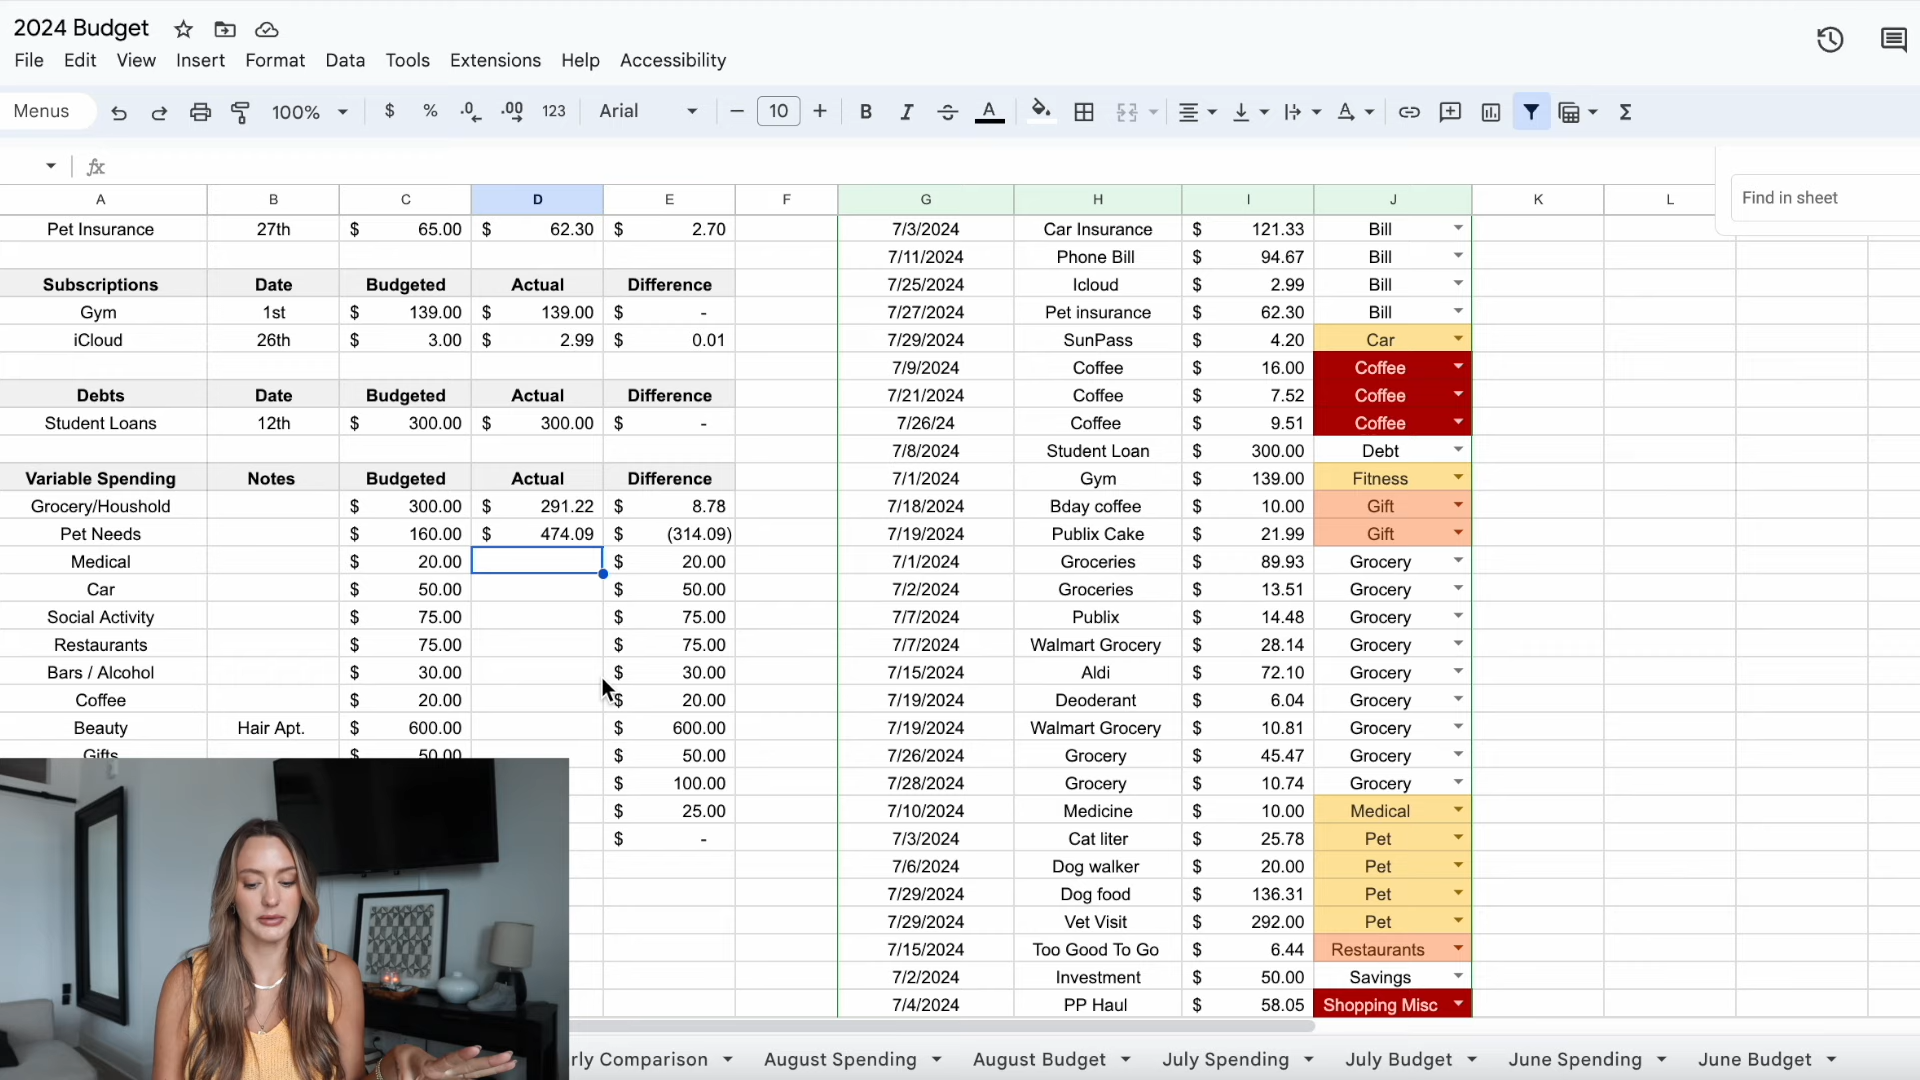 2024 Budget
File Edit View Insert Format Data Tools Extensions Help Accessibility
Menus 100% $ % .0 .00 123 Arial 10 B I A Σ
fx
Find in sheet
A B C D E F G H I J K L
Pet Insurance 27th $ 65.00 $ 62.30 $ 2.70 7/3/2024 Car Insurance $ 121.33 Bill
7/11/2024 Phone Bill $ 94.67 Bill
Subscriptions Date Budgeted Actual Difference 7/25/2024 Icloud $ 2.99 Bill
Gym 1st $ 139.00 $ 139.00 $ - 7/27/2024 Pet insurance $ 62.30 Bill
iCloud 26th $ 3.00 $ 2.99 $ 0.01 7/29/2024 SunPass $ 4.20 Car
7/9/2024 Coffee $ 16.00 Coffee
Debts Date Budgeted Actual Difference 7/21/2024 Coffee $ 7.52 Coffee
Student Loans 12th $ 300.00 $ 300.00 $ - 7/26/24 Coffee $ 9.51 Coffee
7/8/2024 Student Loan $ 300.00 Debt
Variable Spending Notes Budgeted Actual Difference 7/1/2024 Gym $ 139.00 Fitness
Grocery/Houshold $ 300.00 $ 291.22 $ 8.78 7/18/2024 Bday coffee $ 10.00 Gift
Pet Needs $ 160.00 $ 474.09 $ (314.09) 7/19/2024 Publix Cake $ 21.99 Gift
Medical $ 20.00 $ 20.00 7/1/2024 Groceries $ 89.93 Grocery
Car $ 50.00 $ 50.00 7/2/2024 Groceries $ 13.51 Grocery
Social Activity $ 75.00 $ 75.00 7/7/2024 Publix $ 14.48 Grocery
Restaurants $ 75.00 $ 75.00 7/7/2024 Walmart Grocery $ 28.14 Grocery
Bars / Alcohol $ 30.00 $ 30.00 7/15/2024 Aldi $ 72.10 Grocery
Coffee $ 20.00 $ 20.00 7/19/2024 Deoderant $ 6.04 Grocery
Beauty Hair Apt. $ 600.00 $ 600.00 7/19/2024 Walmart Grocery $ 10.81 Grocery
Gifts $ 50.00 $ 50.00 7/26/2024 Grocery $ 45.47 Grocery
$ 100.00 7/28/2024 Grocery $ 10.74 Grocery
$ 25.00 7/10/2024 Medicine $ 10.00 Medical
$ - 7/3/2024 Cat liter $ 25.78 Pet
7/6/2024 Dog walker $ 20.00 Pet
7/29/2024 Dog food $ 136.31 Pet
7/29/2024 Vet Visit $ 292.00 Pet
7/15/2024 Too Good To Go $ 6.44 Restaurants
7/2/2024 Investment $ 50.00 Savings
7/4/2024 PP Haul $ 58.05 Shopping Misc
rly Comparison August Spending August Budget July Spending July Budget June Spending June Budget